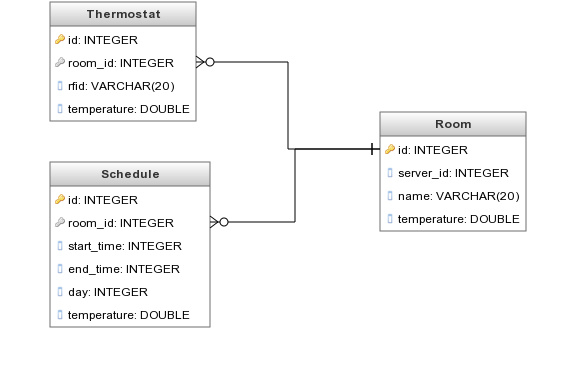 Thermostat
id: INTEGER
room_id: INTEGER
rfid: VARCHAR(20)
temperature: DOUBLE
Room
id: INTEGER
server_id: INTEGER
name: VARCHAR(20)
temperature: DOUBLE
Schedule
id: INTEGER
room_id: INTEGER
start_time: INTEGER
end_time: INTEGER
day: INTEGER
temperature: DOUBLE